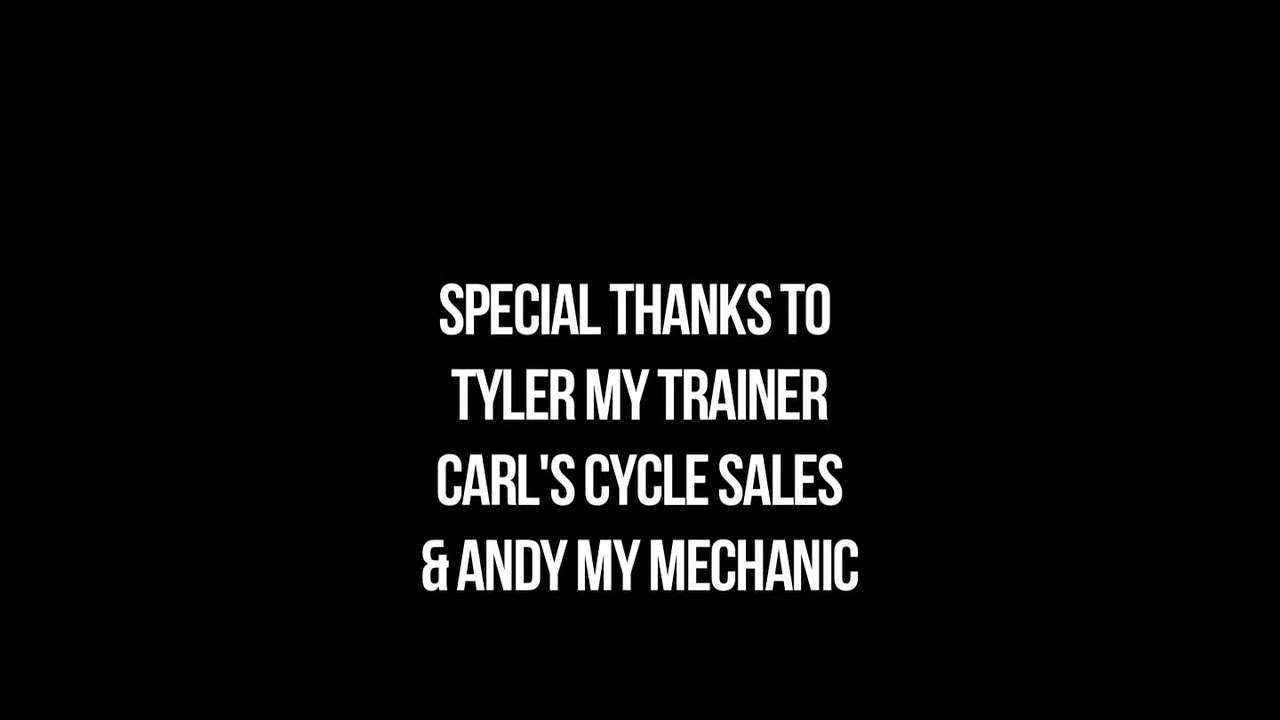 SPECIAL THANKS TO
TYLER MY TRAINER
CARL'S CYCLE SALES
& ANDY MY MECHANIC